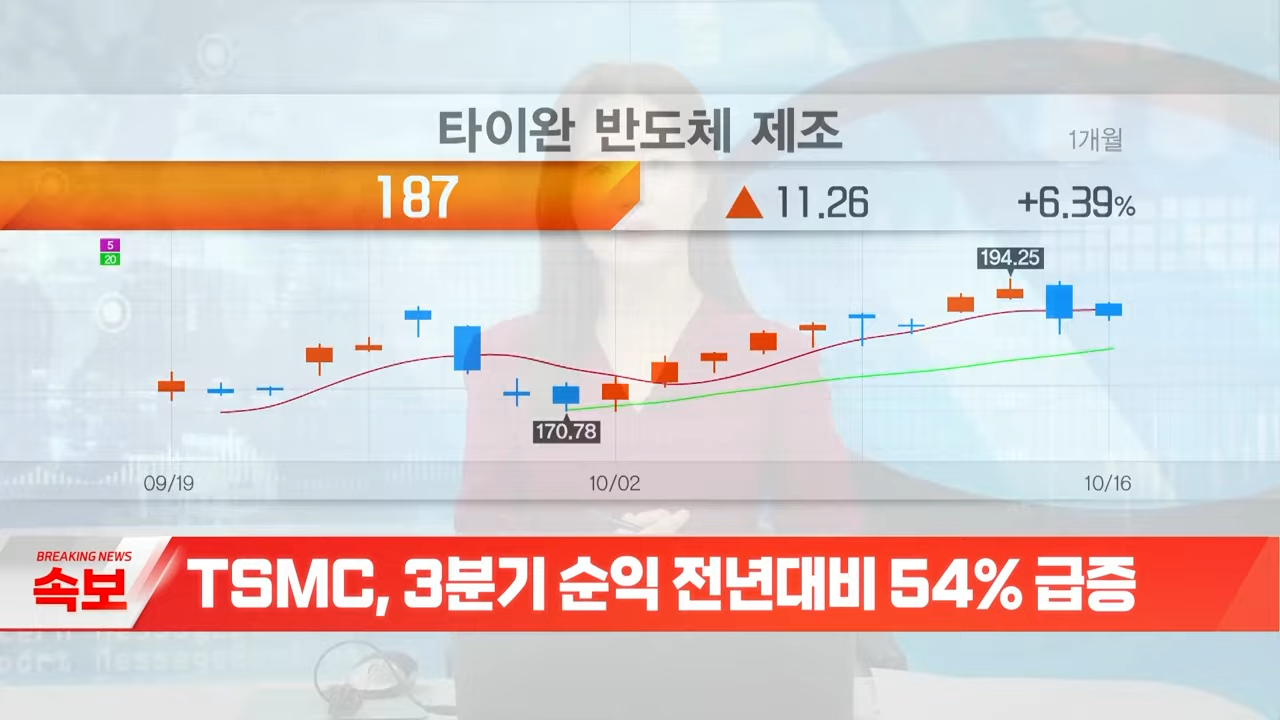 타이완 반도체 제조
1개월
187
▲ 11.26
+6.39%
5
20
194.25
170.78
09/19
10/02
10/16
BREAKING NEWS
속보
TSMC, 3분기 순익 전년대비 54% 급증